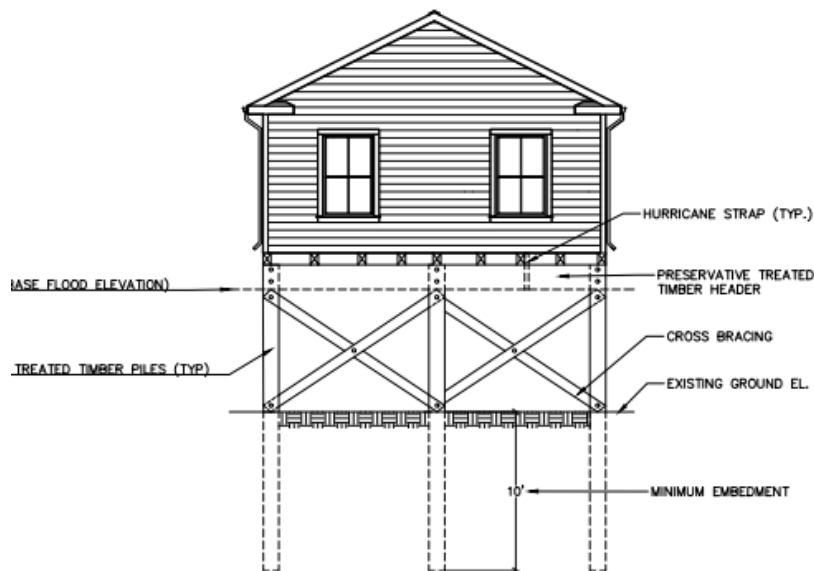 HURRICANE STRAP (TYP.)
BASE FLOOD ELEVATION)
PRESERVATIVE TREATED
TIMBER HEADER
CROSS BRACING
TREATED TIMBER PILES (TYP)
EXISTING GROUND EL.
10'
MINIMUM EMBEDMENT